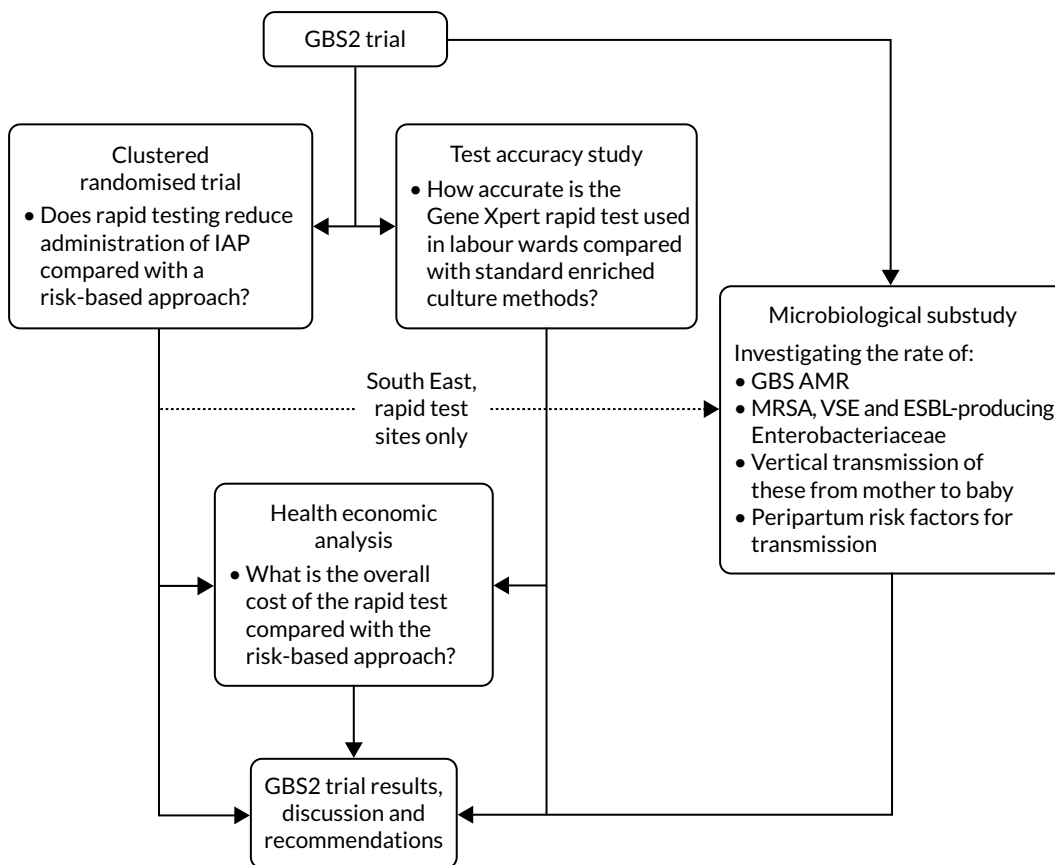 GBS2 trial
Clustered
randomised trial
• Does rapid testing reduce
administration of IAP
compared with a
risk-based approach?
Test accuracy study
• How accurate is the
Gene Xpert rapid test used
in labour wards compared
with standard enriched
culture methods?
South East,
rapid test
sites only
Microbiological substudy
Investigating the rate of:
• GBS AMR
• MRSA, VSE and ESBL-producing
Enterobacteriaceae
• Vertical transmission of
these from mother to baby
• Peripartum risk factors for
transmission
Health economic
analysis
• What is the overall
cost of the rapid test
compared with the
risk-based approach?
GBS2 trial results,
discussion and
recommendations